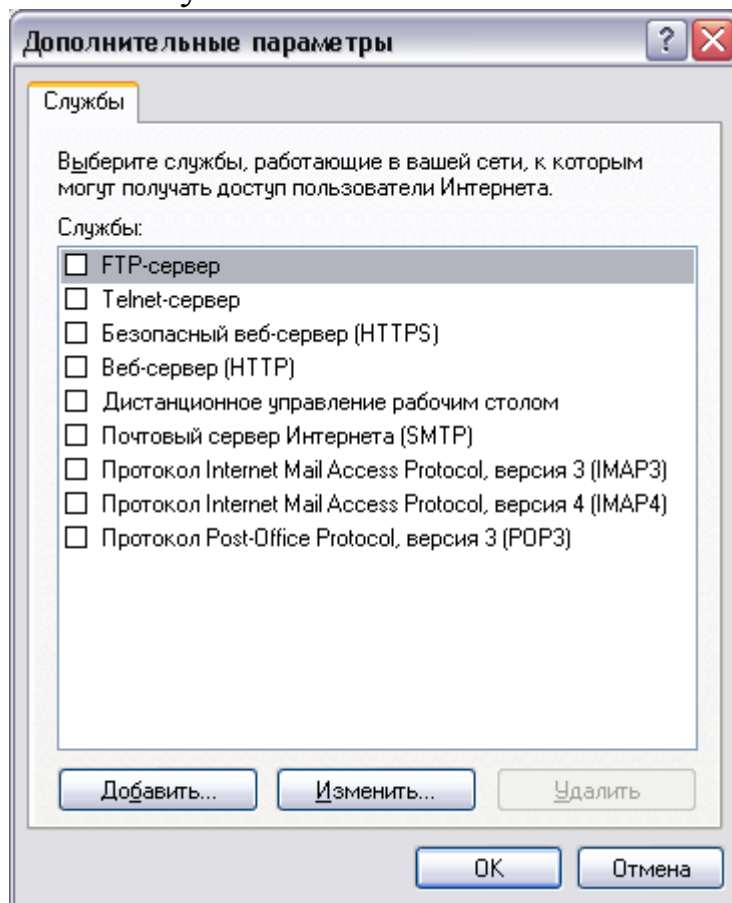 Дополнительные параметры
Службы
Выберите службы, работающие в вашей сети, к которым
могут получать доступ пользователи Интернета.
Службы:
FTP-сервер
Telnet-сервер
Безопасный веб-сервер (HTTPS)
Веб-сервер (HTTP)
Дистанционное управление рабочим столом
Почтовый сервер Интернета (SMTP)
Протокол Internet Mail Access Protocol, версия 3 (IMAP3)
Протокол Internet Mail Access Protocol, версия 4 (IMAP4)
Протокол Post-Office Protocol, версия 3 (POP3)
Добавить... Изменить... Удалить
OK Отмена